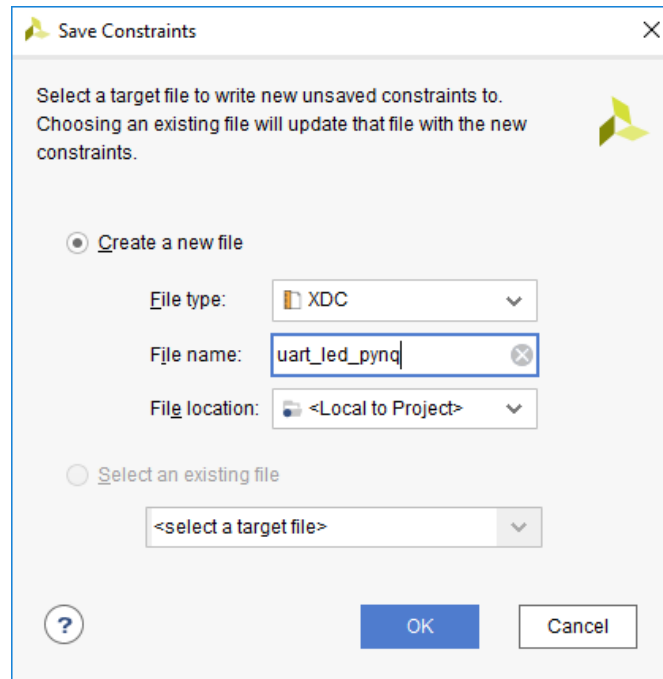 Save Constraints
Select a target file to write new unsaved constraints to.
Choosing an existing file will update that file with the new
constraints.
Create a new file
File type: XDC
File name: uart_led_pynq
File location: <Local to Project>
Select an existing file
<select a target file>
? OK Cancel